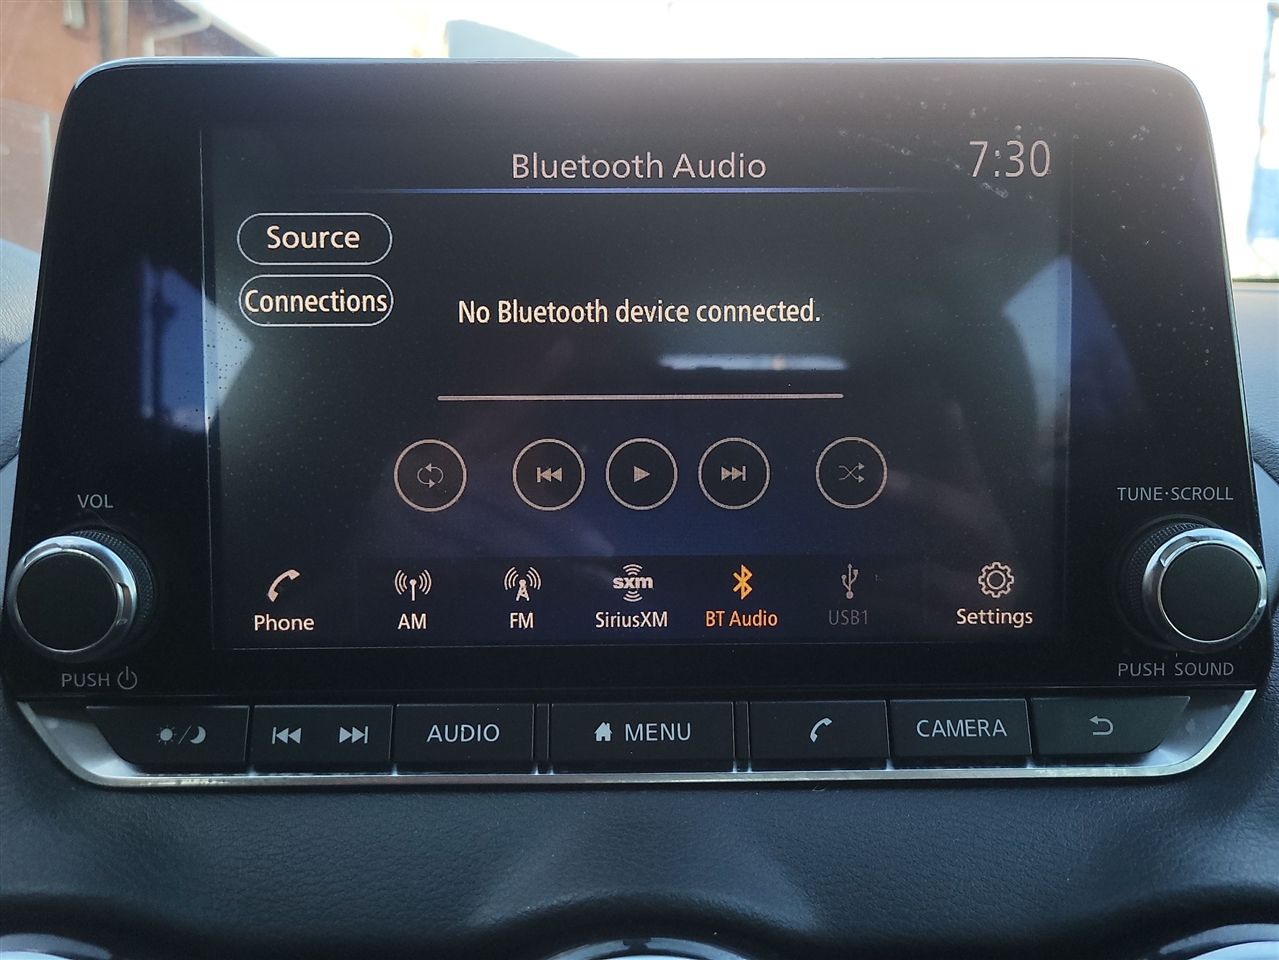 Bluetooth Audio
7:30
Source
Connections
No Bluetooth device connected.
VOL
TUNE·SCROLL
sxm
Phone
AM
FM
SiriusXM
BT Audio
USB1
Settings
PUSH
PUSH SOUND
AUDIO
MENU
CAMERA